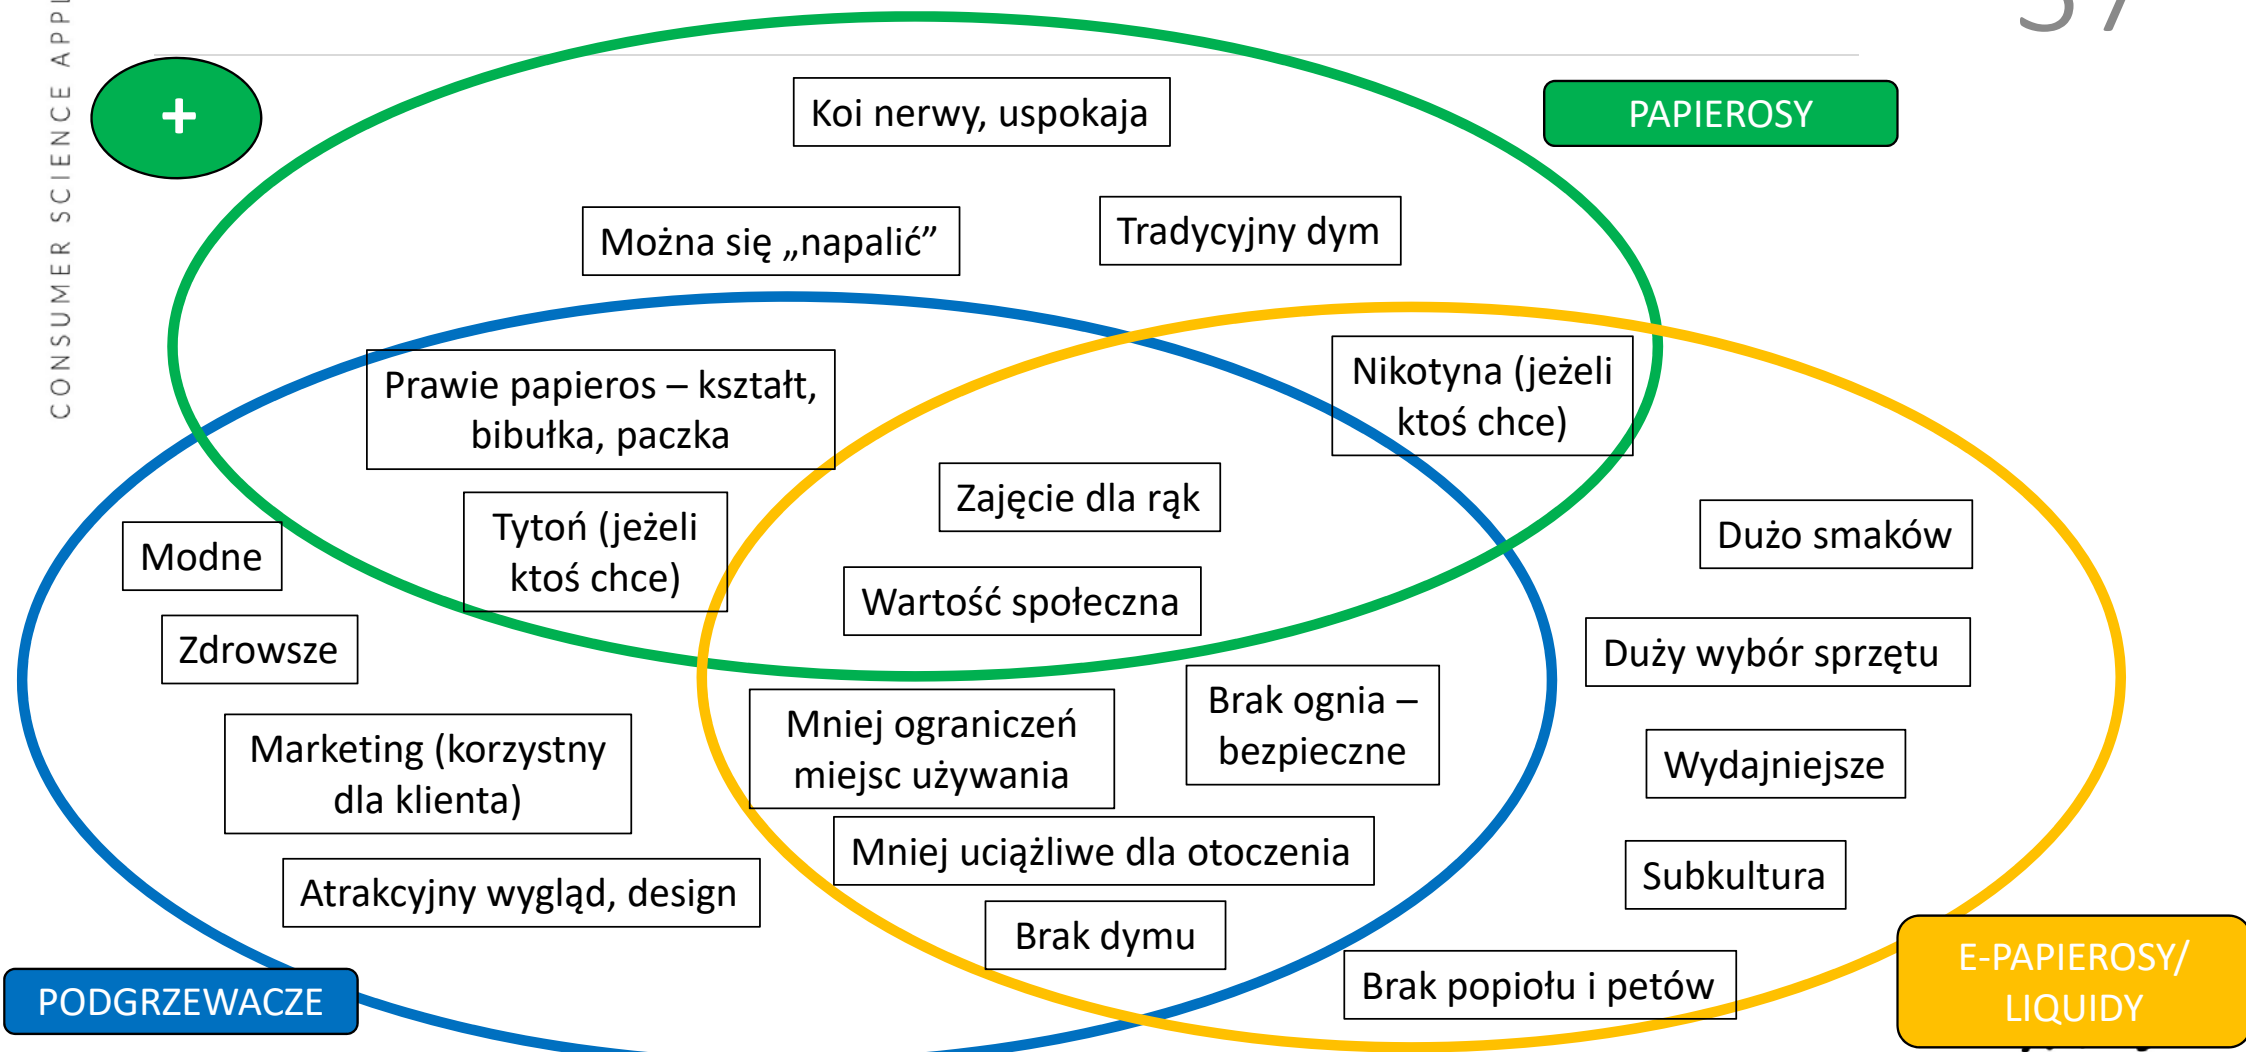 37
CONSUMER SCIENCE
+
Koi nerwy, uspokaja
PAPIEROSY
Można się „napalić”
Tradycyjny dym
Prawie papieros – kształt,
bibułka, paczka
Nikotyna (jeżeli
ktoś chce)
Zajęcie dla rąk
Tytoń (jeżeli
ktoś chce)
Modne
Dużo smaków
Wartość społeczna
Zdrowsze
Duży wybór sprzętu
Brak ognia –
bezpieczne
Mniej ograniczeń
miejsc używania
Marketing (korzystny
dla klienta)
Wydajniejsze
Mniej uciążliwe dla otoczenia
Atrakcyjny wygląd, design
Subkultura
Brak dymu
Brak popiołu i petów
PODGRZEWACZE
E-PAPIEROSY/
LIQUIDY